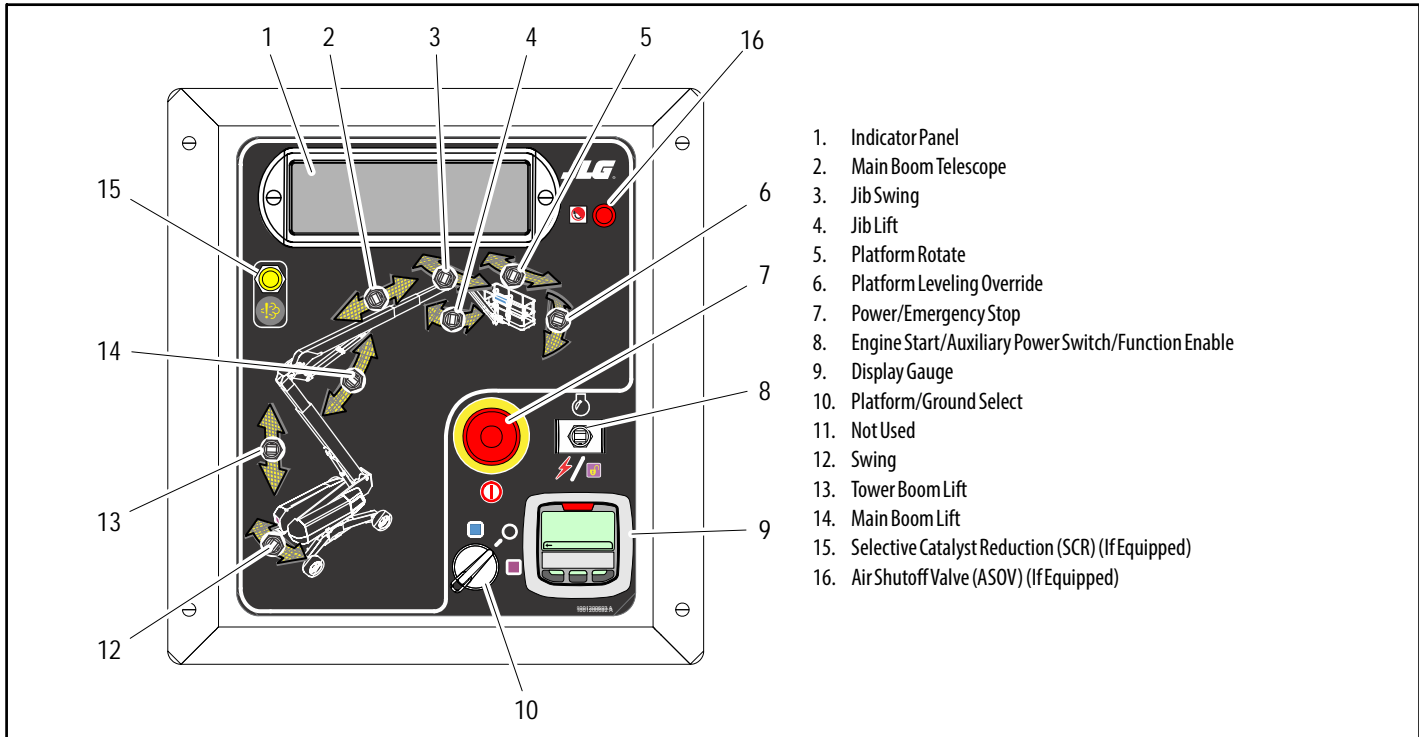 1 2 3 4 5 16
JLG
15
6
7
14
8
13
9
12
10
1. Indicator Panel
2. Main Boom Telescope
3. Jib Swing
4. Jib Lift
5. Platform Rotate
6. Platform Leveling Override
7. Power/Emergency Stop
8. Engine Start/Auxiliary Power Switch/Function Enable
9. Display Gauge
10. Platform/Ground Select
11. Not Used
12. Swing
13. Tower Boom Lift
14. Main Boom Lift
15. Selective Catalyst Reduction (SCR) (If Equipped)
16. Air Shutoff Valve (ASOV) (If Equipped)